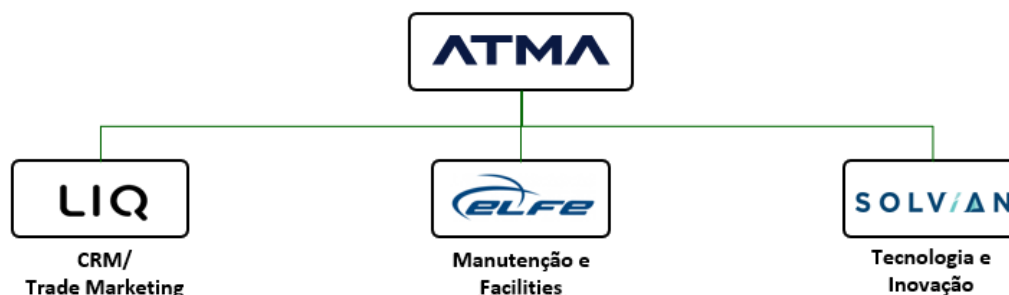 ATMA
LIQ
elfe
SOLVIAN
CRM/
Trade Marketing
Manutenção e
Facilities
Tecnologia e
Inovação